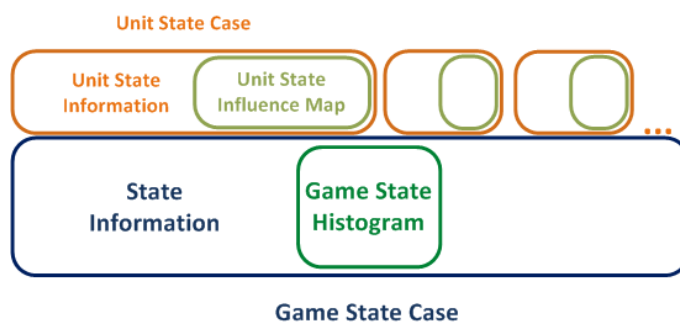 Unit State Case
Unit State
Information
Unit State
Influence Map
...
State
Information
Game State
Histogram
Game State Case